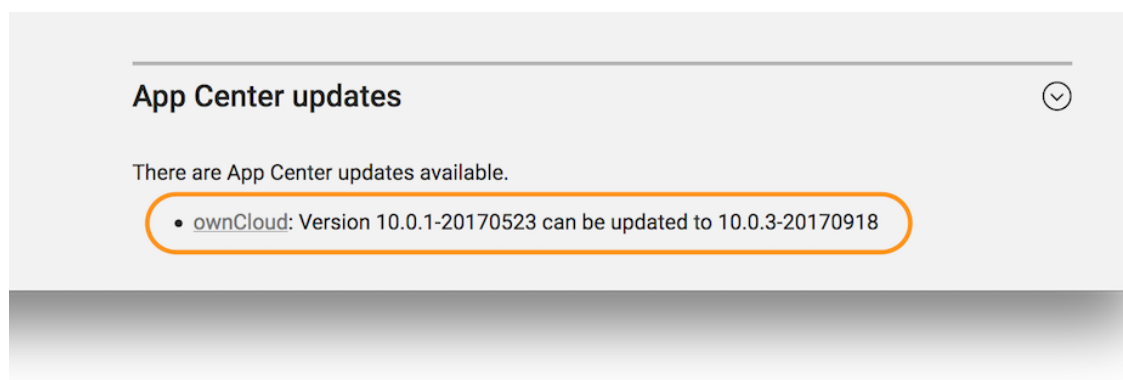 App Center updates
There are App Center updates available.
• ownCloud: Version 10.0.1-20170523 can be updated to 10.0.3-20170918